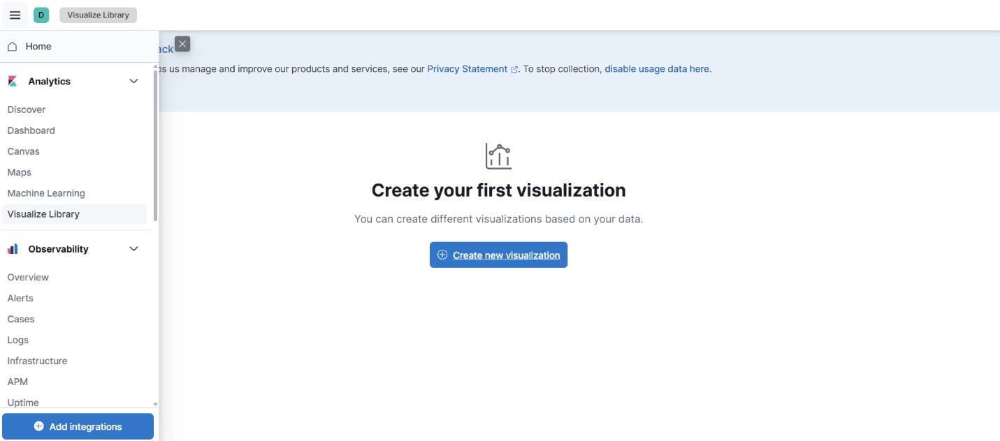 D Visualize Library
Home
ack
us manage and improve our products and services, see our Privacy Statement. To stop collection, disable usage data here.
Analytics
Discover
Dashboard
Canvas
Maps
Machine Learning
Visualize Library
Create your first visualization
You can create different visualizations based on your data.
Create new visualization
Observability
Overview
Alerts
Cases
Logs
Infrastructure
APM
Uptime
Add integrations